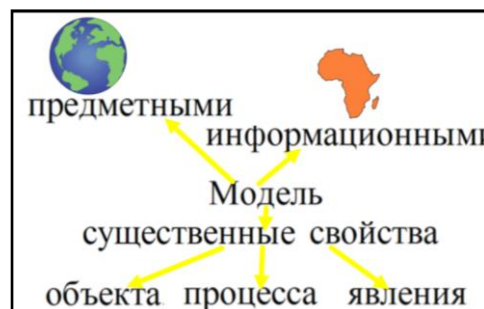 предметными
информационными
Модель
существенные свойства
объекта процесса явления